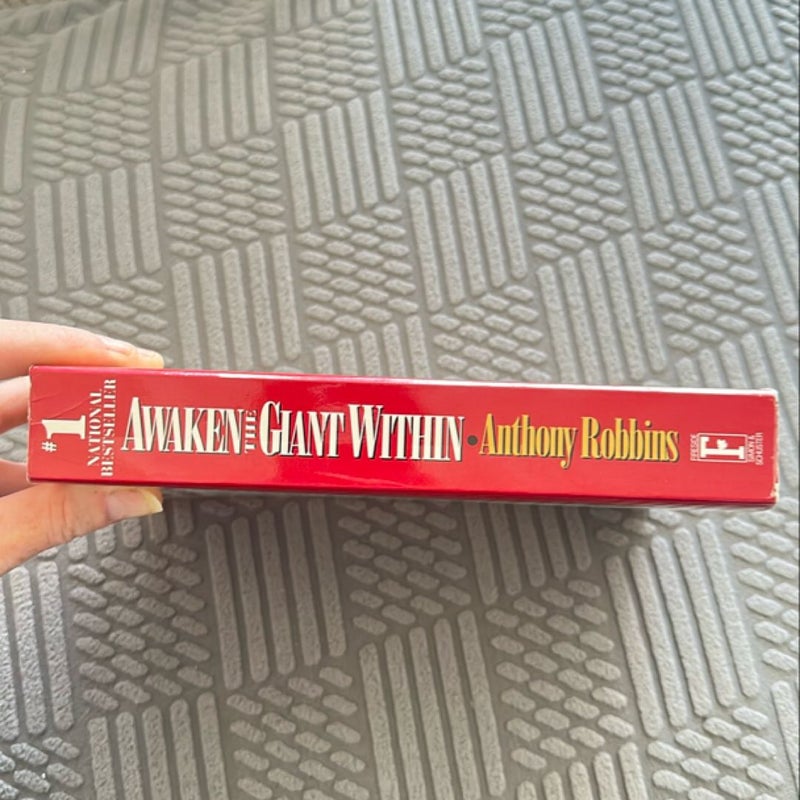 #1
NATIONAL
BESTSELLER
AWAKEN THE GIANT WITHIN • Anthony Robbins
F
FIRESIDE
SIMON &
SCHUSTER